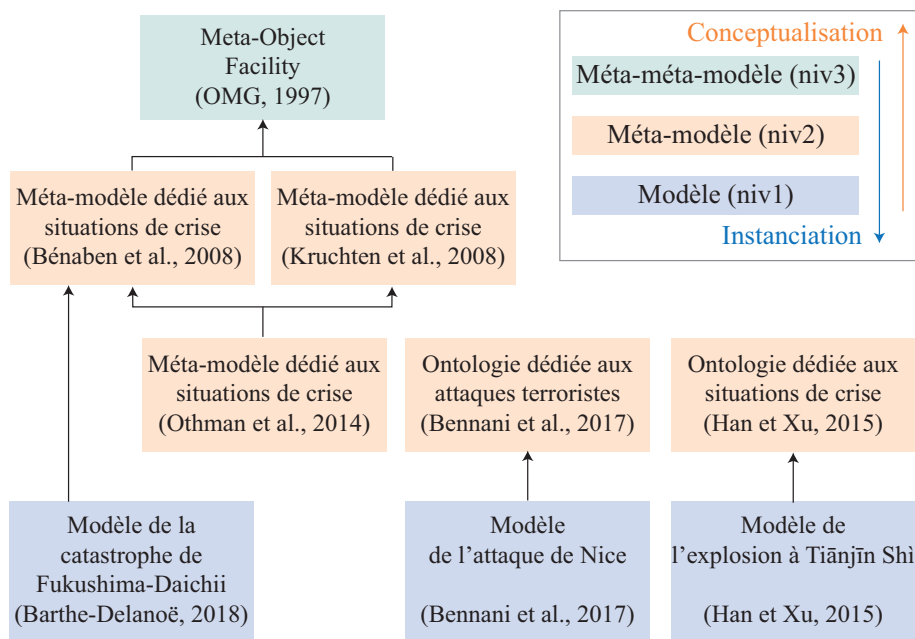 Meta-Object
Facility
(OMG, 1997)
Conceptualisation
Méta-méta-modèle (niv3)
Méta-modèle (niv2)
Modèle (niv1)
Instanciation
Méta-modèle dédié aux
situations de crise
(Bénaben et al., 2008)
Méta-modèle dédié aux
situations de crise
(Kruchten et al., 2008)
Méta-modèle dédié aux
situations de crise
(Othman et al., 2014)
Ontologie dédiée aux
attaques terroristes
(Bennani et al., 2017)
Ontologie dédiée aux
situations de crise
(Han et Xu, 2015)
Modèle de la
catastrophe de
Fukushima-Daichii
(Barthe-Delanoë, 2018)
Modèle
de l’attaque de Nice
(Bennani et al., 2017)
Modèle de
l’explosion à Tiānjīn Shì
(Han et Xu, 2015)